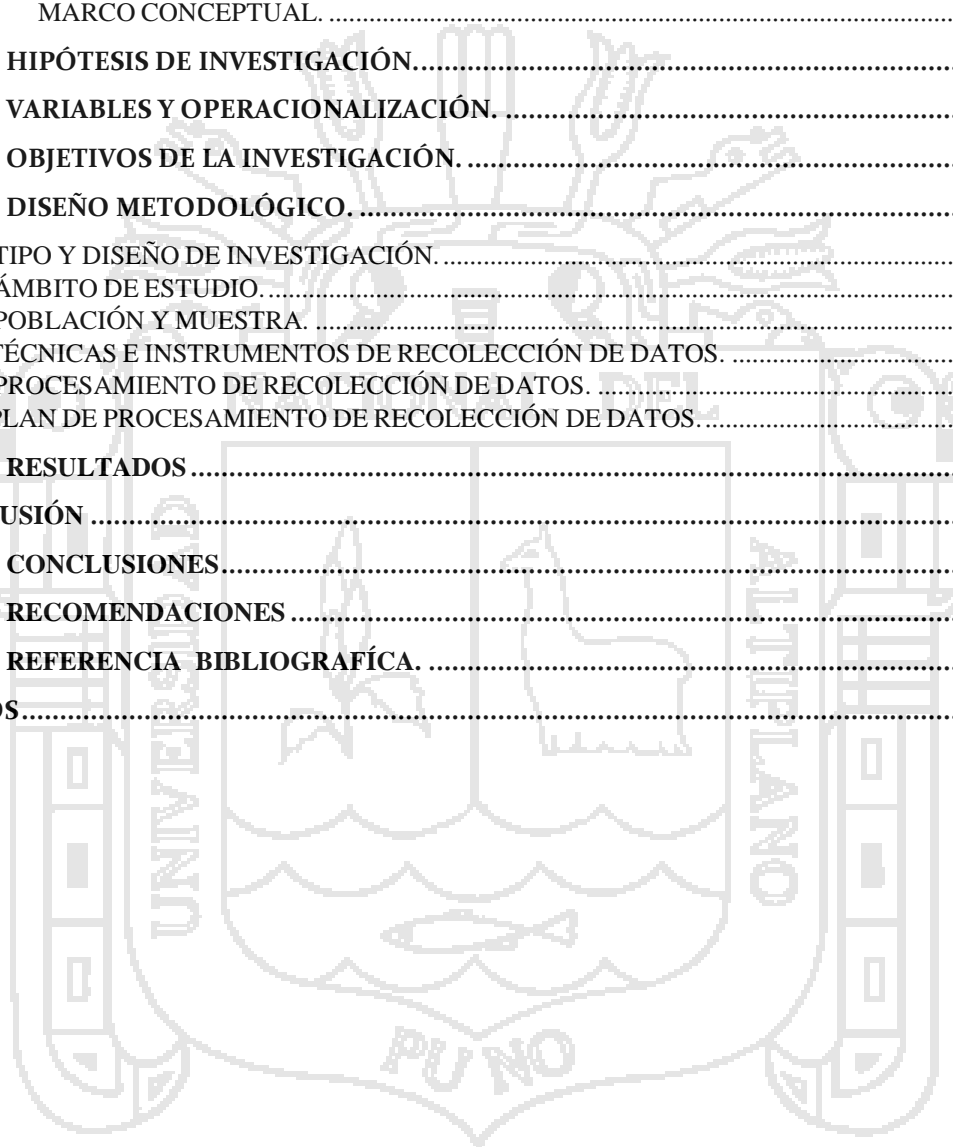 MARCO CONCEPTUAL. ................................................................
HIPÓTESIS DE INVESTIGACIÓN. ................................................................
VARIABLES Y OPERACIONALIZACIÓN. ................................................................
OBJETIVOS DE LA INVESTIGACIÓN. ................................................................
DISEÑO METODOLÓGICO. ................................................................
TIPO Y DISEÑO DE INVESTIGACIÓN. ................................................................
ÁMBITO DE ESTUDIO. ................................................................
POBLACIÓN Y MUESTRA. ................................................................
TÉCNICAS E INSTRUMENTOS DE RECOLECCIÓN DE DATOS. ................................
PROCESAMIENTO DE RECOLECCIÓN DE DATOS. ................................................
PLAN DE PROCESAMIENTO DE RECOLECCIÓN DE DATOS. ................................
RESULTADOS ................................................................
USIÓN ................................................................
CONCLUSIONES ................................................................
RECOMENDACIONES ................................................................
REFERENCIA BIBLIOGRAFÍCA. ................................................................
OS ................................................................
UNIVERSIDAD
NACIONAL DEL
ALTIPLANO
PUNO